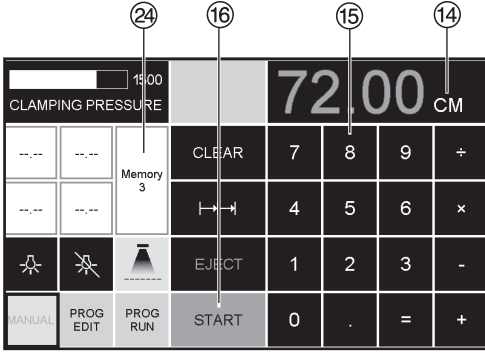 24 16 15 14
1500
CLAMPING PRESSURE
72.00 CM
--.-- --.-- Memory 3 CLEAR 7 8 9 ÷
--.-- --.-- 4 5 6 ×
EJECT 1 2 3 -
MANUAL PROG EDIT PROG RUN START 0 . = +